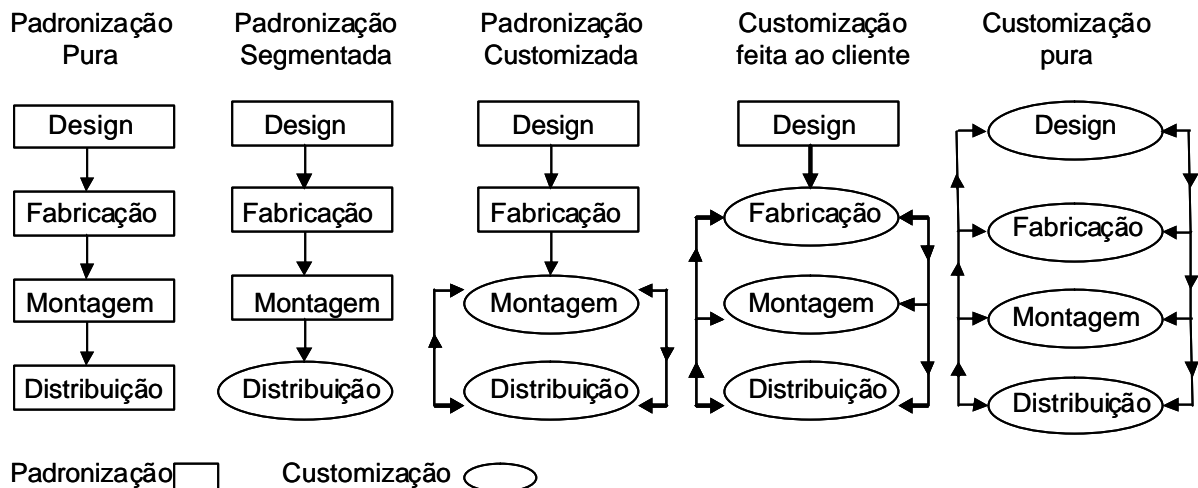 Padronização Pura
Padronização Segmentada
Padronização Customizada
Customização feita ao cliente
Customização pura
Design
Fabricação
Montagem
Distribuição
Design
Fabricação
Montagem
Distribuição
Design
Fabricação
Montagem
Distribuição
Design
Fabricação
Montagem
Distribuição
Design
Fabricação
Montagem
Distribuição
Padronização
Customização